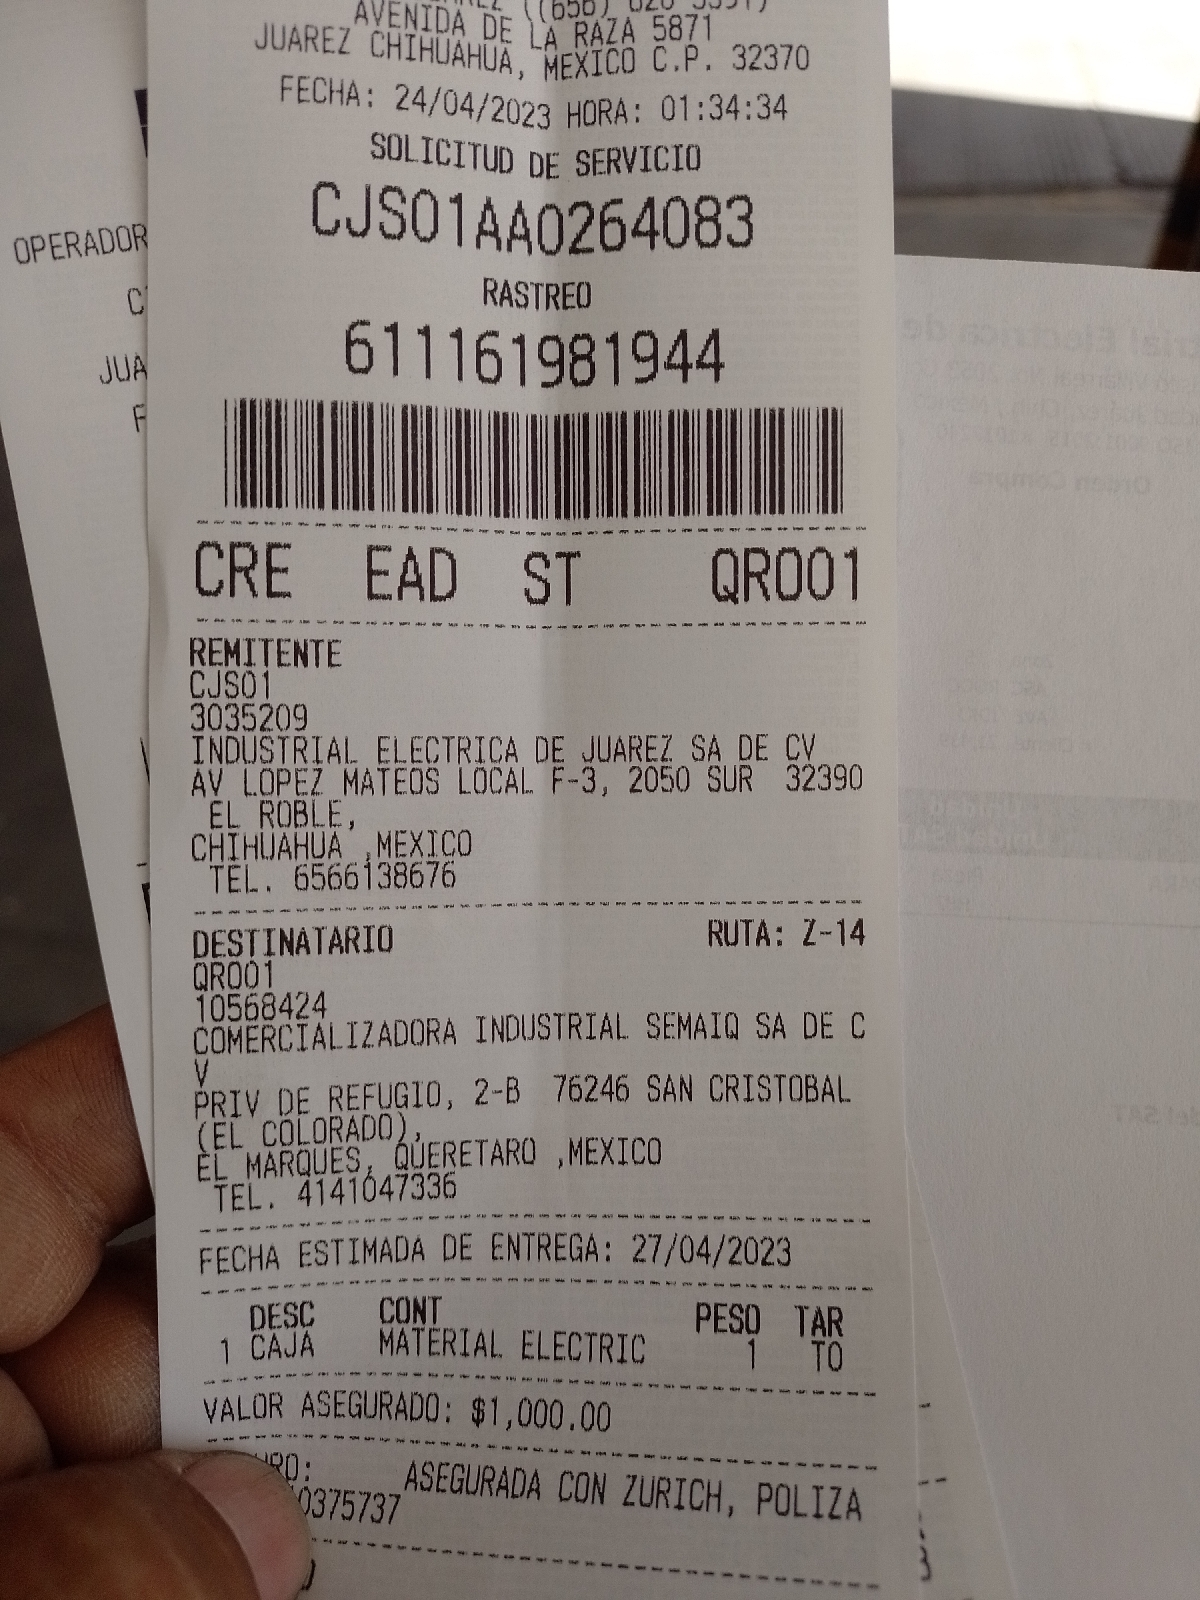 AVENIDA DE LA RAZA 5871
JUAREZ CHIHUAHUA, MEXICO C.P. 32370
FECHA: 24/04/2023 HORA: 01:34:34
SOLICITUD DE SERVICIO
CJS01AA0264083
RASTREO
611161981944
CRE EAD ST QRO01
REMITENTE
CJS01
3035209
INDUSTRIAL ELECTRICA DE JUAREZ SA DE CV
AV LOPEZ MATEOS LOCAL F-3, 2050 SUR 32390
EL ROBLE,
CHIHUAHUA ,MEXICO
TEL. 6566138676
DESTINATARIO RUTA: Z-14
QRO01
10568424
COMERCIALIZADORA INDUSTRIAL SEMAIQ SA DE C
V
PRIV DE REFUGIO, 2-B 76246 SAN CRISTOBAL
(EL COLORADO),
EL MARQUES, QUERETARO ,MEXICO
TEL. 4141047336
FECHA ESTIMADA DE ENTREGA: 27/04/2023
DESC CONT PESO TAR
1 CAJA MATERIAL ELECTRIC 1 TO
VALOR ASEGURADO: $1,000.00
ASEGURADA CON ZURICH, POLIZA
0375737
OPERADOR
JUA